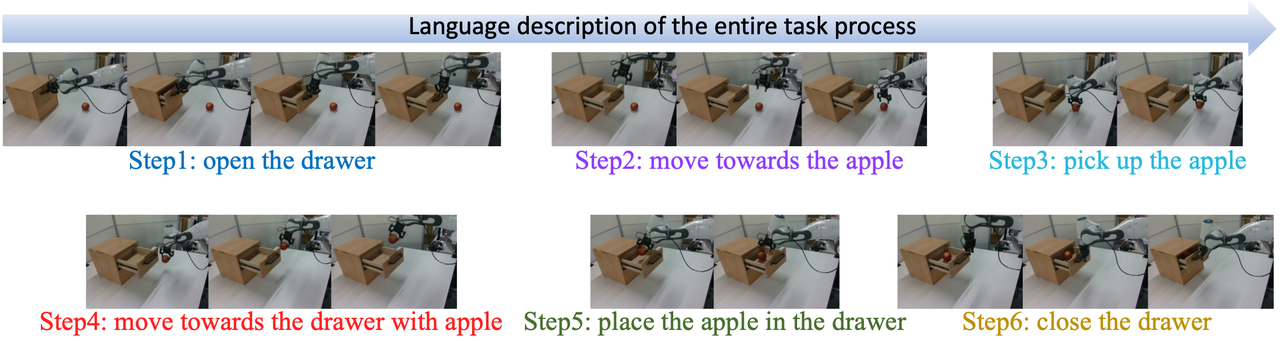 Language description of the entire task process
Step1: open the drawer
Step2: move towards the apple
Step3: pick up the apple
Step4: move towards the drawer with apple
Step5: place the apple in the drawer
Step6: close the drawer